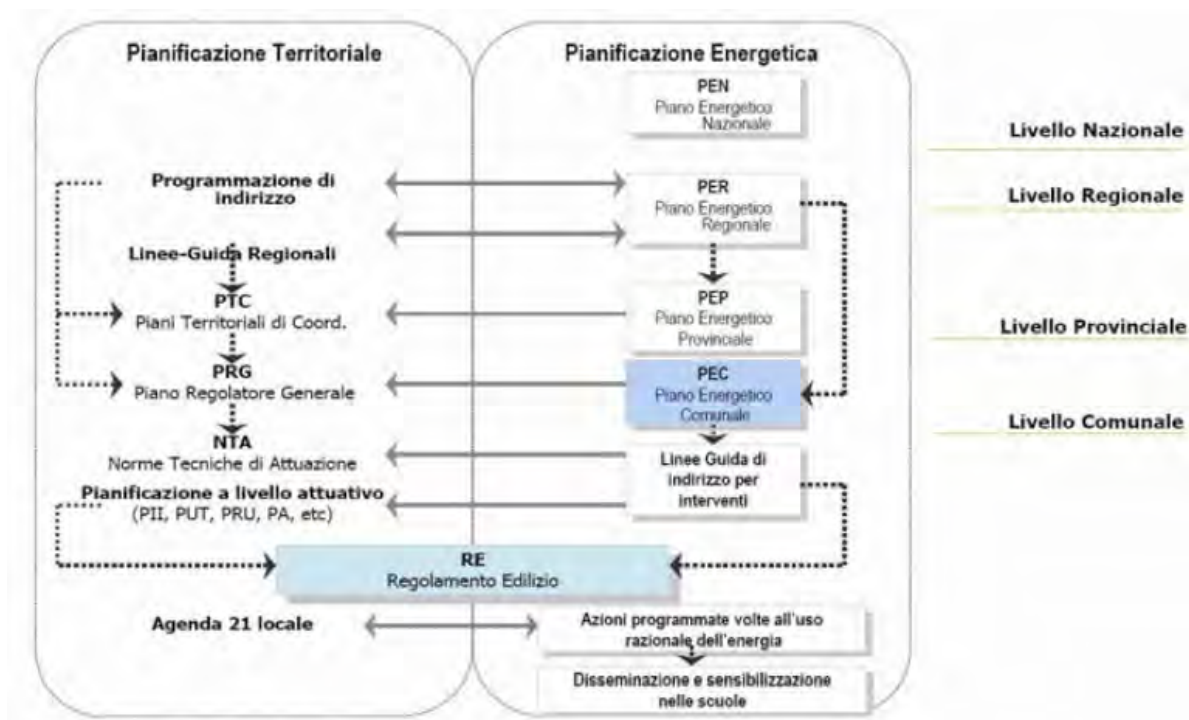 Pianificazione Territoriale
Programmazione di
indirizzo
Linee-Guida Regionali
PTC
Piani Territoriali di Coord.
PRG
Piano Regolatore Generale
NTA
Norme Tecniche di Attuazione
Pianificazione a livello attuativo
(PII, PUT, PRU, PA, etc)
RE
Regolamento Edilizio
Agenda 21 locale
Pianificazione Energetica
PEN
Piano Energetico
Nazionale
PER
Piano Energetico
Regionale
PEP
Piano Energetico
Provinciale
PEC
Piano Energetico
Comunale
Linee Guida di
indirizzo per
interventi
Azioni programmate volte all'uso
razionale dell'energia
Disseminazione e sensibilizzazione
nelle scuole
Livello Nazionale
Livello Regionale
Livello Provinciale
Livello Comunale